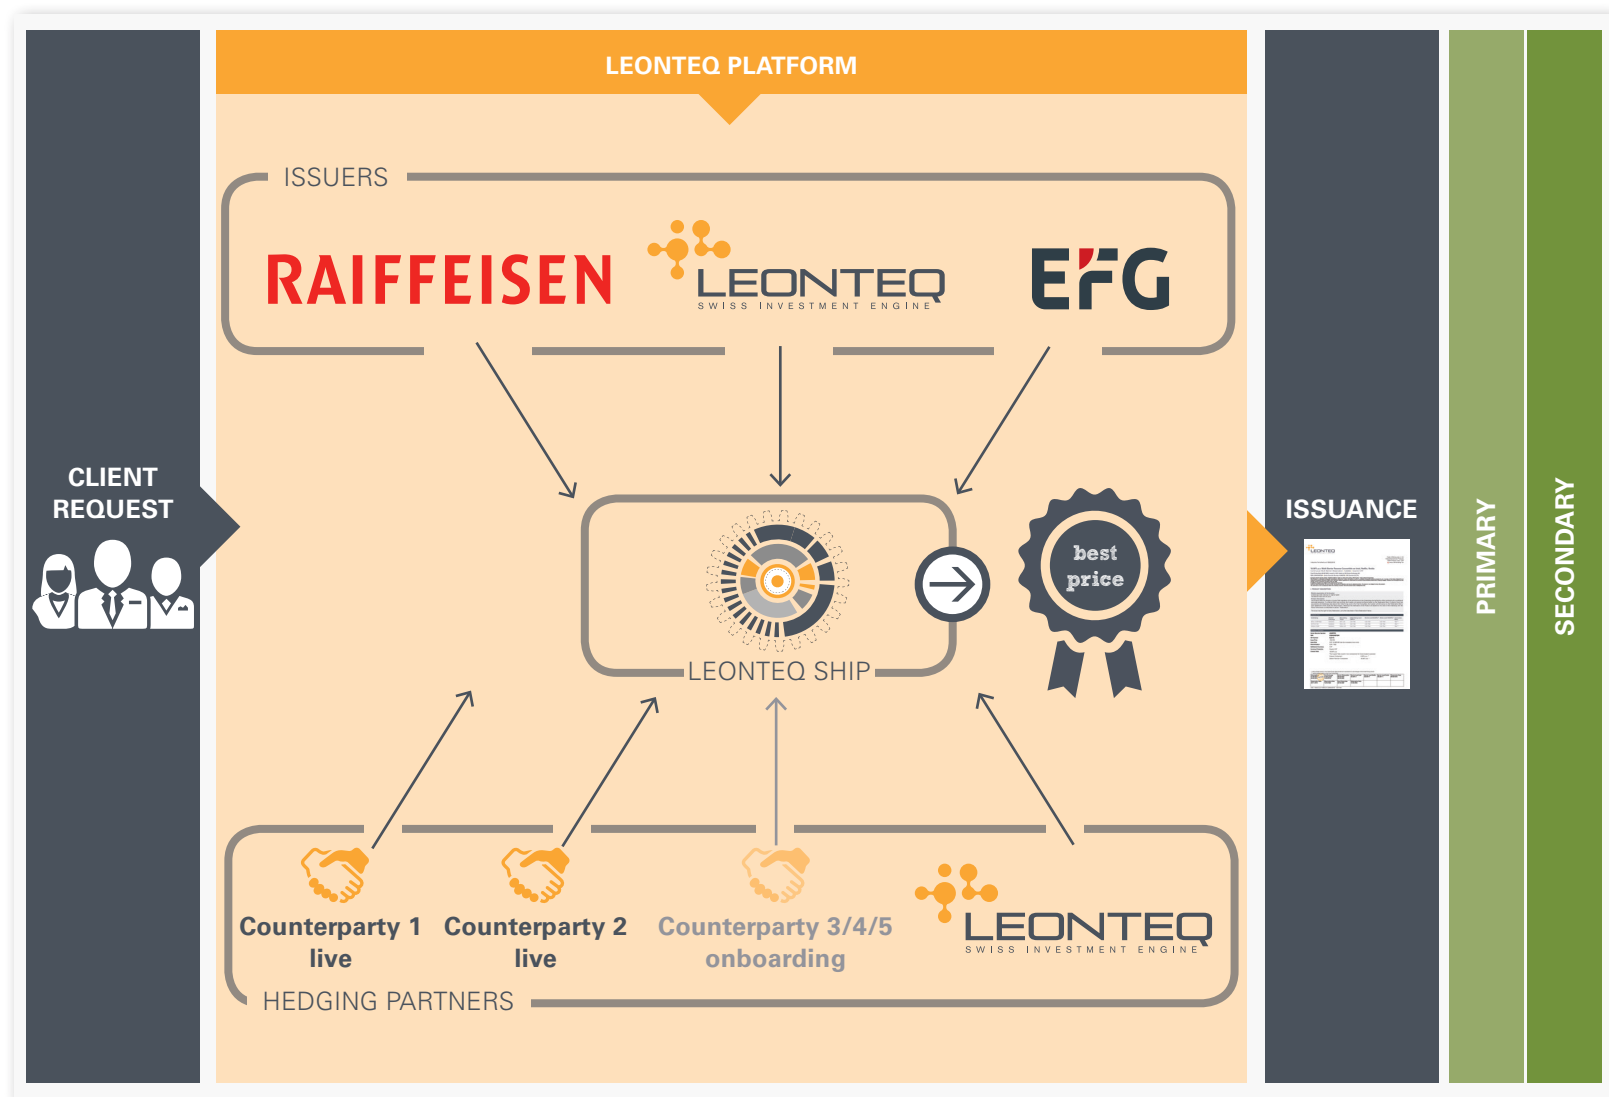 LEONTEQ PLATFORM
CLIENT
REQUEST
ISSUERS
RAIFFEISEN
LEONTEQ
SWISS INVESTMENT ENGINE
EFG
LEONTEQ SHIP
best
price
Counterparty 1
live
Counterparty 2
live
Counterparty 3/4/5
onboarding
LEONTEQ
SWISS INVESTMENT ENGINE
HEDGING PARTNERS
ISSUANCE
LEONTEQ
PRIMARY
SECONDARY